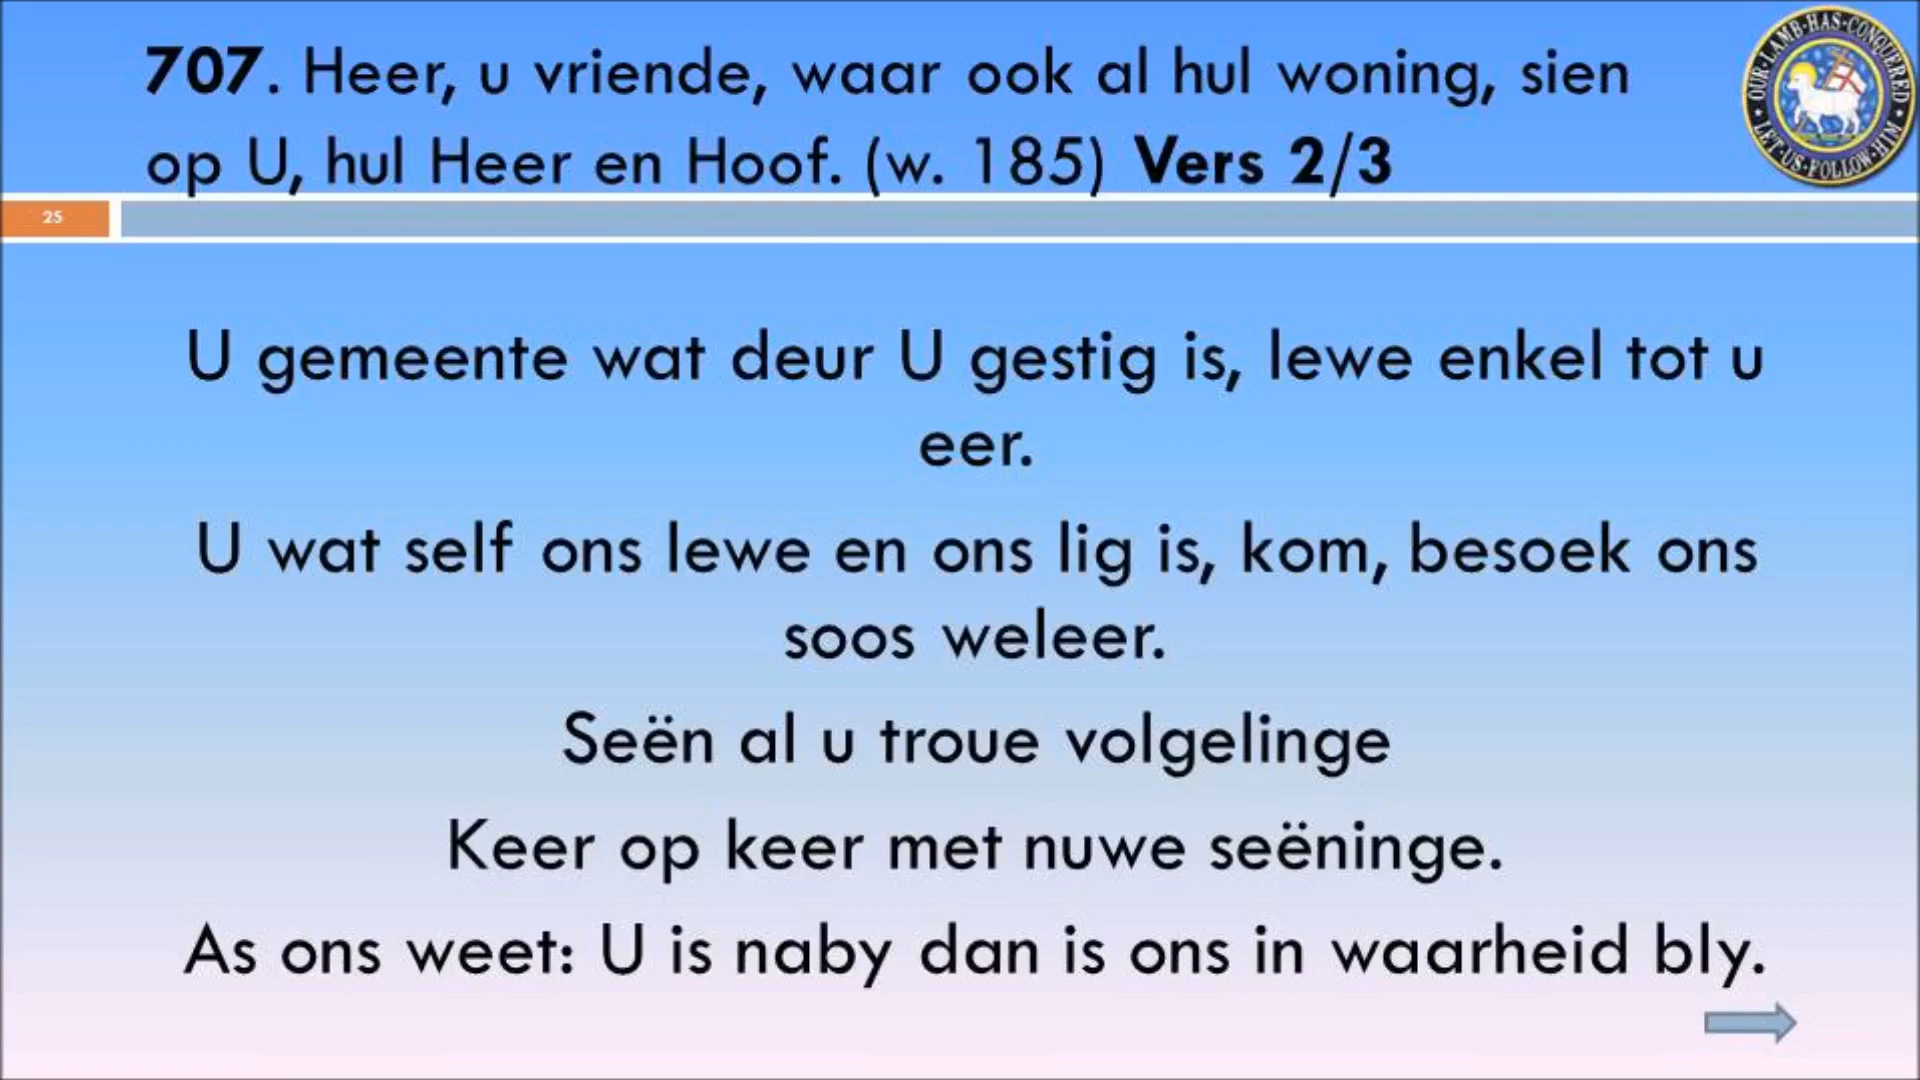 707. Heer, u vriende, waar ook al hul woning, sien
op U, hul Heer en Hoof. (w. 185) Vers 2/3
OUR·LAMB·HAS·CONQUERED
LET·US·FOLLOW·HIM
25
U gemeente wat deur U gestig is, lewe enkel tot u
eer.
U wat self ons lewe en ons lig is, kom, besoek ons
soos weleer.
Seën al u troue volgelinge
Keer op keer met nuwe seëninge.
As ons weet: U is naby dan is ons in waarheid bly.